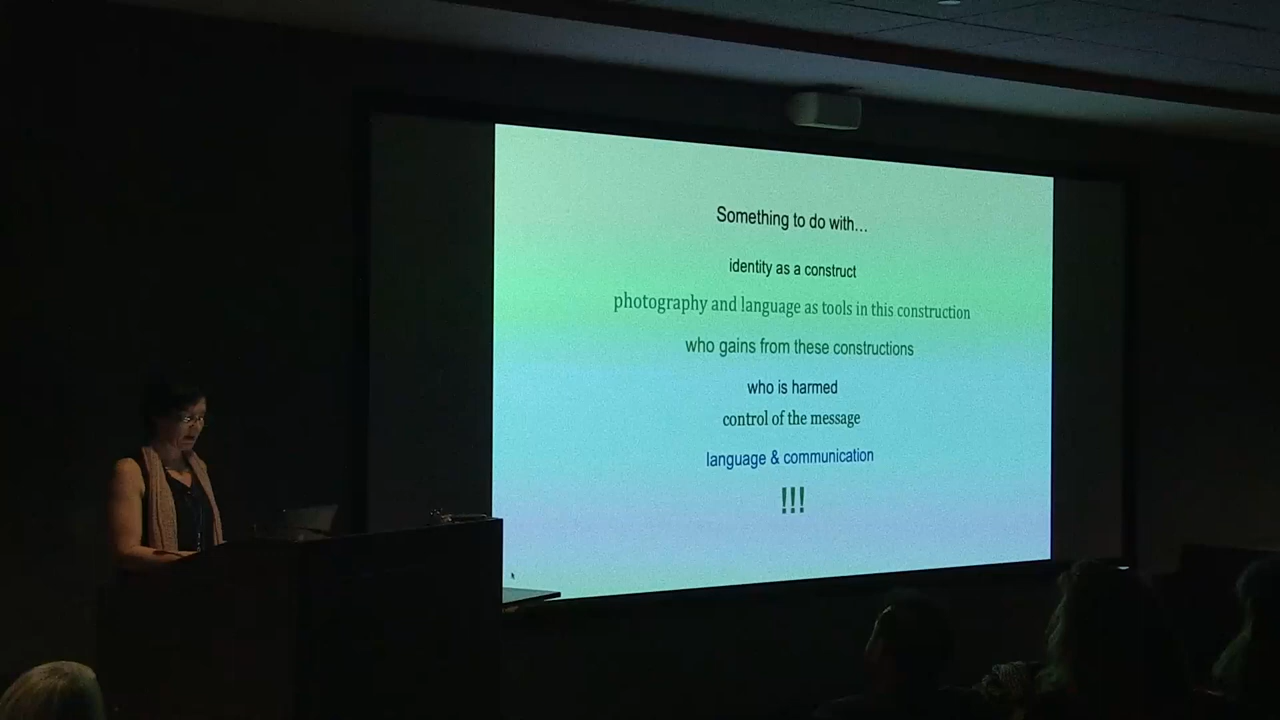 Something to do with...
identity as a construct
photography and language as tools in this construction
who gains from these constructions
who is harmed
control of the message
language & communication
!!!